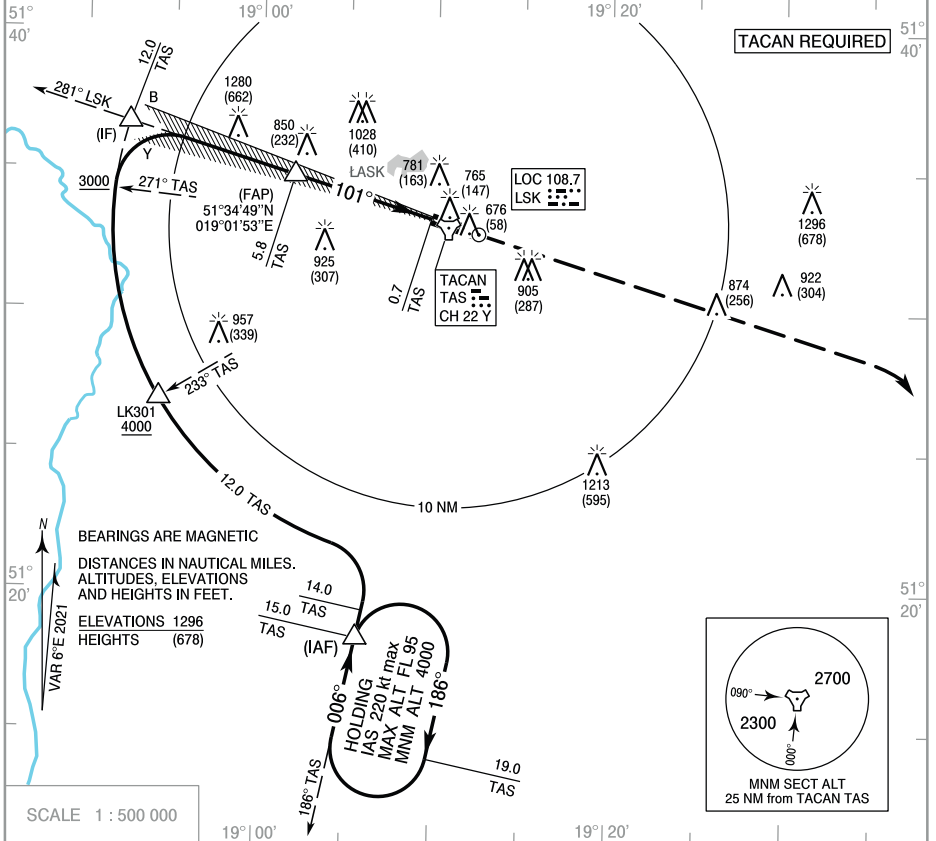 51°
40'
19° 00'
19° 20'
51°
40'
TACAN REQUIRED
12.0
TAS
281° LSK
B
(IF)
Y
1280
(662)
850
(232)
1028
(410)
ŁASK
781
(163)
765
(147)
676
(58)
LOC 108.7
LSK
3000
271° TAS
(FAP)
51°34'49"N
019°01'53"E
101°
5.8
TAS
925
(307)
0.7
TAS
TACAN
TAS
CH 22 Y
905
(287)
1296
(678)
922
(304)
874
(256)
957
(339)
233° TAS
LK301
4000
12.0 TAS
10 NM
1213
(595)
N
VAR 6°E 2021
BEARINGS ARE MAGNETIC
DISTANCES IN NAUTICAL MILES.
ALTITUDES, ELEVATIONS
AND HEIGHTS IN FEET.
ELEVATIONS 1296
HEIGHTS (678)
51°
20'
51°
20'
14.0
TAS
15.0
TAS
(IAF)
006°
HOLDING
IAS 220 kt max
MAX ALT FL 95
MNM ALT 4000
186°
186° TAS
19.0
TAS
090°
2700
2300
000°
MNM SECT ALT
25 NM from TACAN TAS
SCALE 1 : 500 000
19° 00'
19° 20'